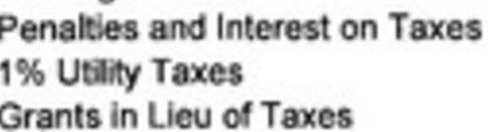 Penalties and Interest on Taxes
1% Utility Taxes
Grants in Lieu of Taxes